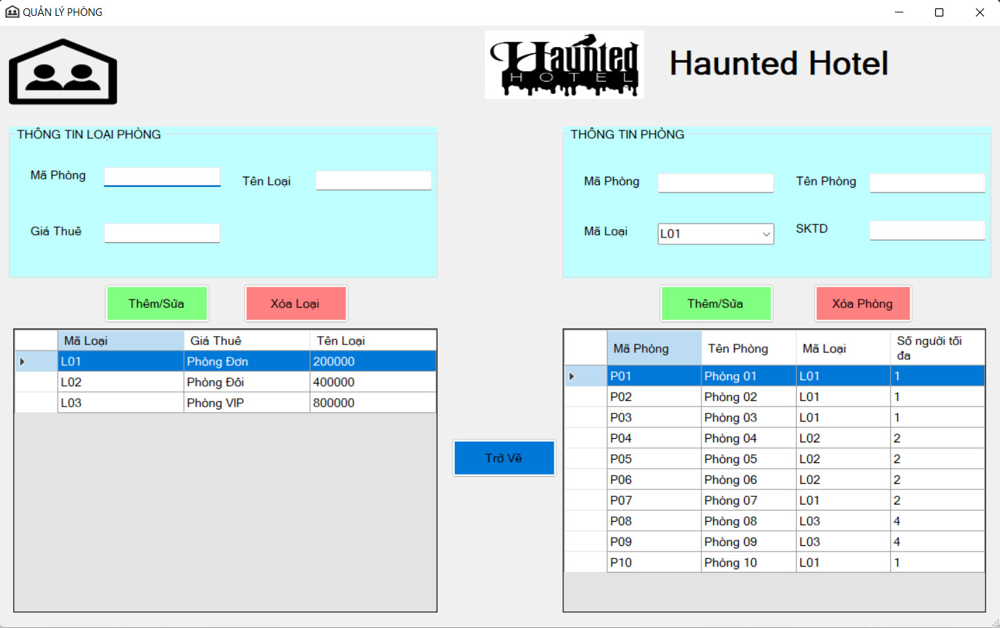 QUẢN LÝ PHÒNG
Haunted
HOTEL
Haunted Hotel
THÔNG TIN LOẠI PHÒNG
Mã Phòng
Tên Loại
Giá Thuê
Thêm/Sửa
Xóa Loại
Mã Loại Giá Thuê Tên Loại
L01 Phòng Đơn 200000
L02 Phòng Đôi 400000
L03 Phòng VIP 800000
Trở Về
THÔNG TIN PHÒNG
Mã Phòng
Tên Phòng
Mã Loại L01
SKTD
Thêm/Sửa
Xóa Phòng
Mã Phòng Tên Phòng Mã Loại Số người tối
đa
P01 Phòng 01 L01 1
P02 Phòng 02 L01 1
P03 Phòng 03 L01 1
P04 Phòng 04 L02 2
P05 Phòng 05 L02 2
P06 Phòng 06 L02 2
P07 Phòng 07 L01 2
P08 Phòng 08 L03 4
P09 Phòng 09 L03 4
P10 Phòng 10 L01 1